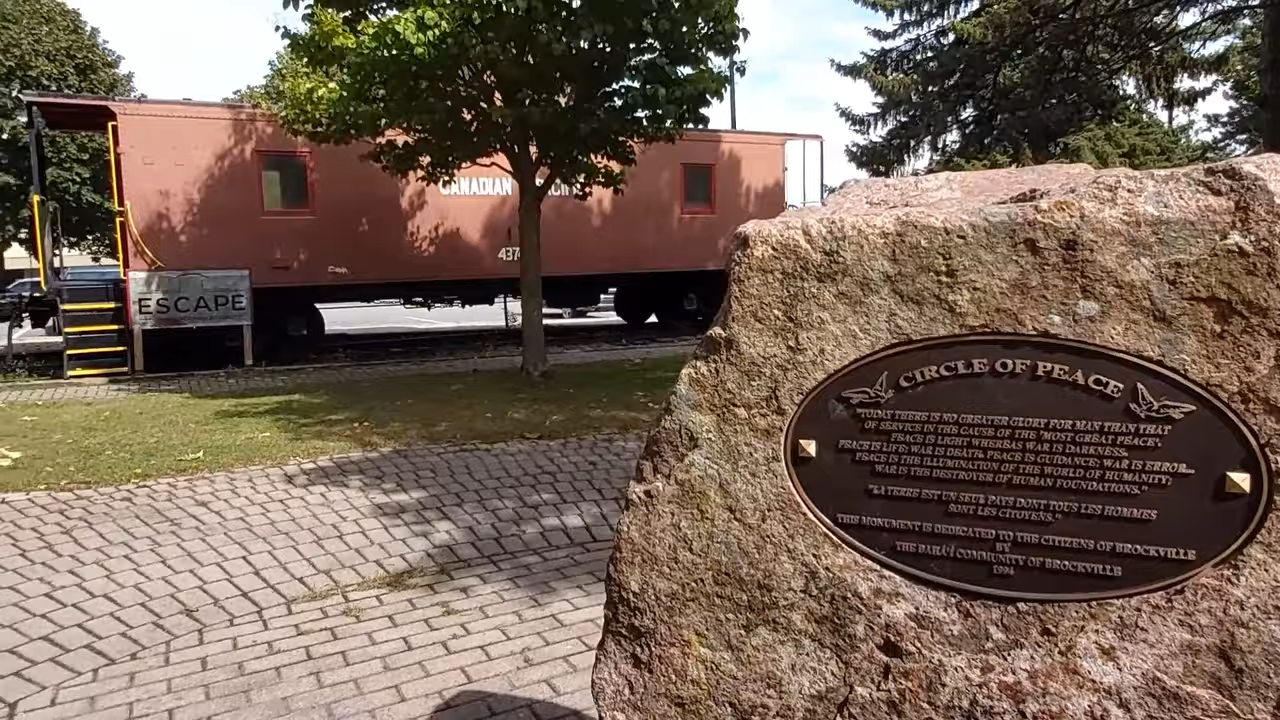 CANADIAN PACIFIC
437
ESCAPE
CIRCLE OF PEACE
"TODAY THERE IS NO GREATER GLORY FOR MAN THAN THAT
OF SERVICE IN THE CAUSE OF THE "MOST GREAT PEACE".
PEACE IS LIGHT WHEREAS WAR IS DARKNESS.
PEACE IS LIFE; WAR IS DEATH. PEACE IS GUIDANCE; WAR IS ERROR...
PEACE IS THE ILLUMINATION OF THE WORLD OF HUMANITY;
WAR IS THE DESTROYER OF HUMAN FOUNDATIONS."
"LA TERRE EST UN SEUL PAYS DONT TOUS LES HOMMES
SONT LES CITOYENS."
THIS MONUMENT IS DEDICATED TO THE CITIZENS OF BROCKVILLE
BY
THE BAHÁ'Í COMMUNITY OF BROCKVILLE
1994